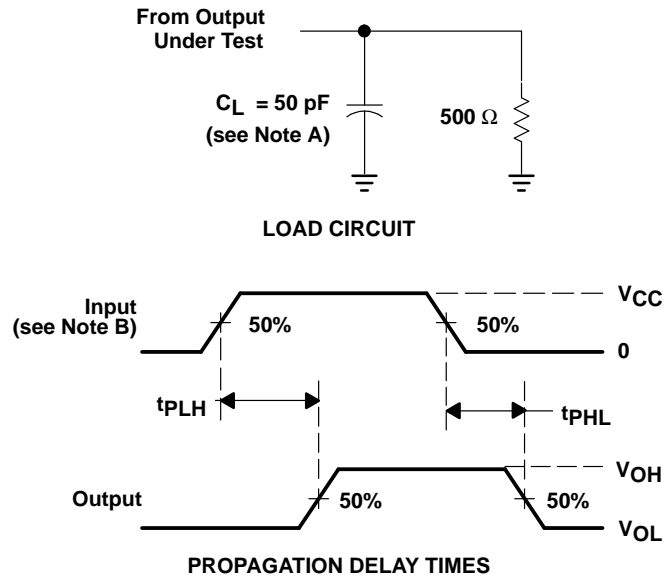 From Output
Under Test
CL = 50 pF
(see Note A)
500 Ω
LOAD CIRCUIT
Input
(see Note B)
50%
50%
VCC
0
tPLH
tPHL
Output
50%
50%
VOH
VOL
PROPAGATION DELAY TIMES